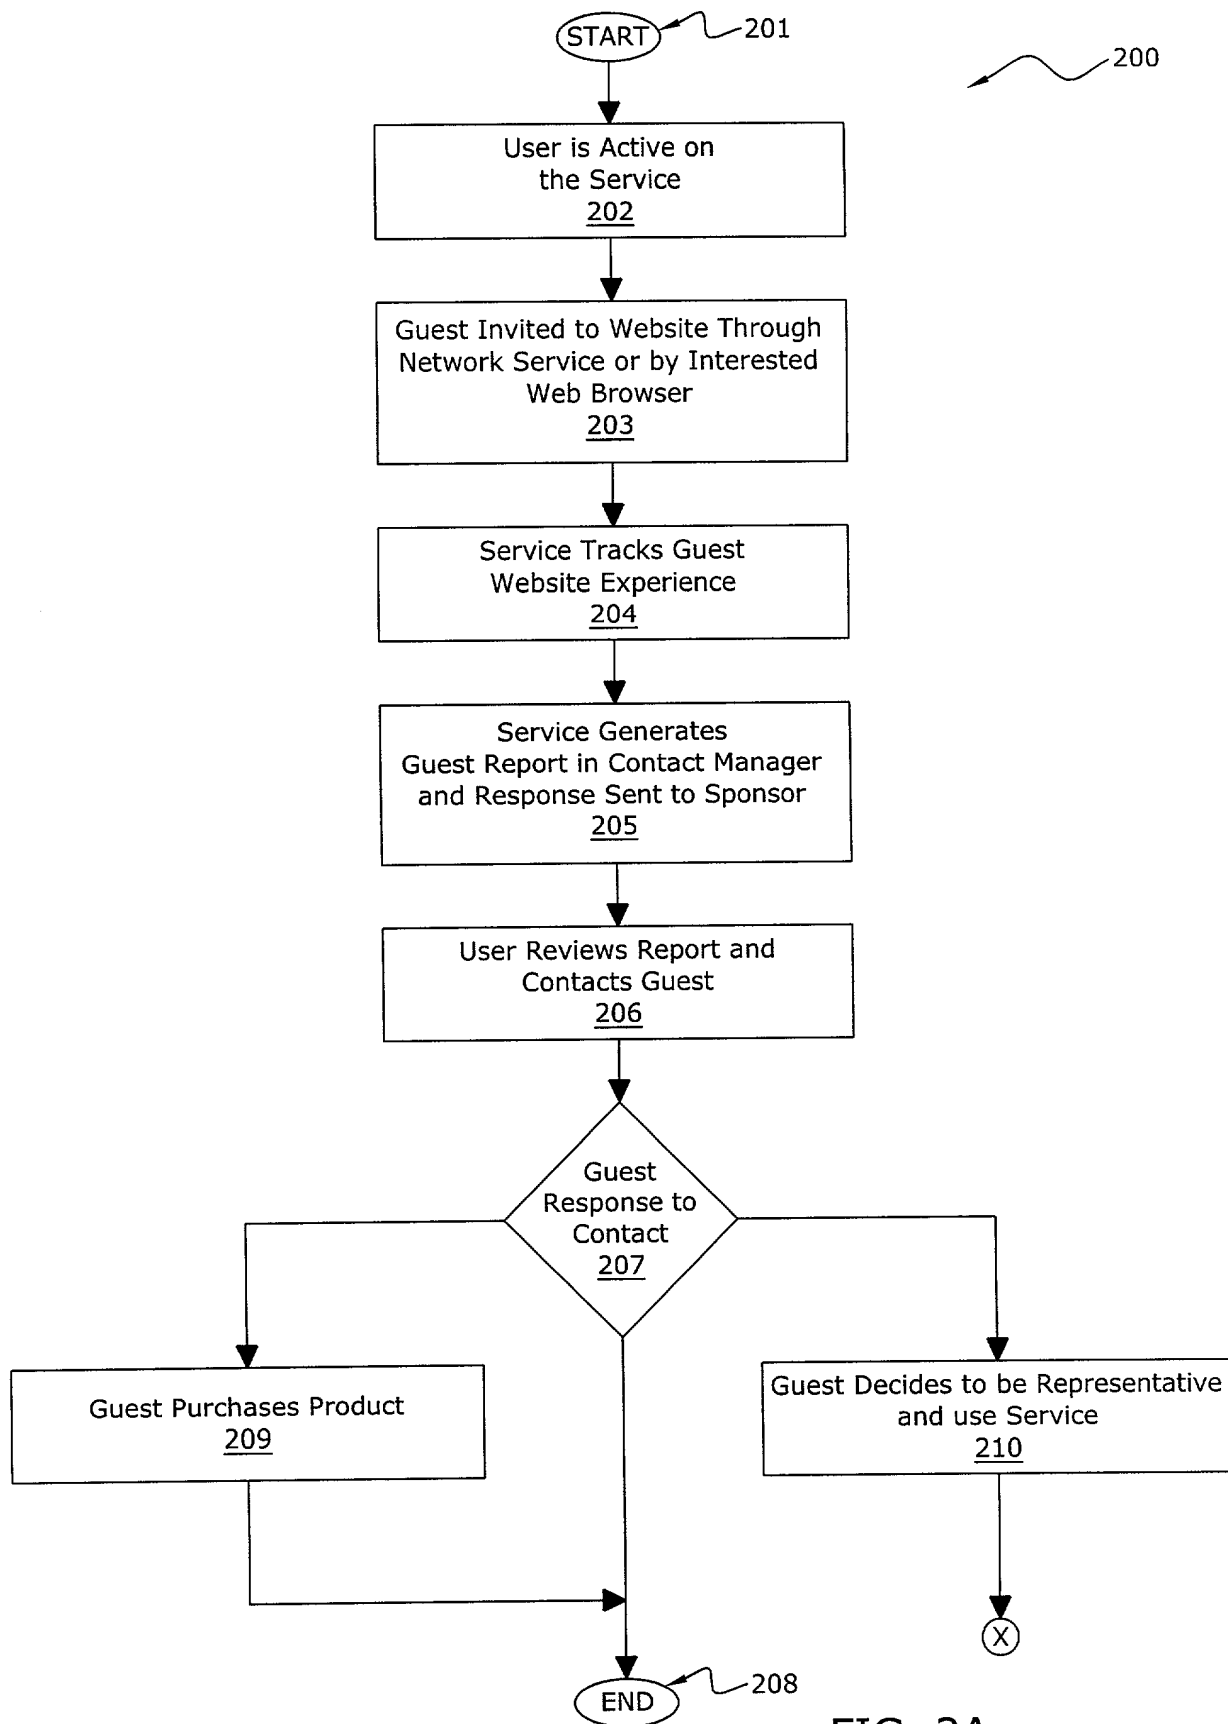 START
201
200
User is Active on
the Service
202
Guest Invited to Website Through
Network Service or by Interested
Web Browser
203
Service Tracks Guest
Website Experience
204
Service Generates
Guest Report in Contact Manager
and Response Sent to Sponsor
205
User Reviews Report and
Contacts Guest
206
Guest
Response to
Contact
207
Guest Purchases Product
209
Guest Decides to be Representative
and use Service
210
X
END
208
FIG. 2A